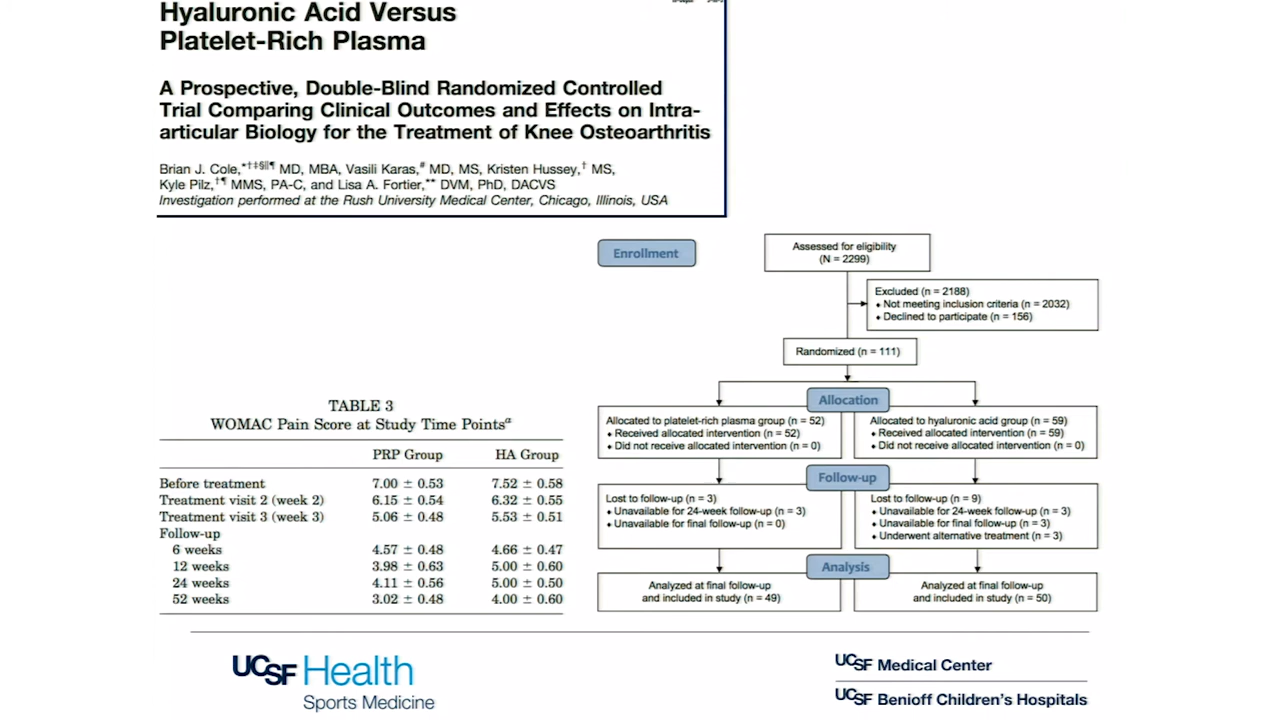 Hyaluronic Acid Versus
Platelet-Rich Plasma
A Prospective, Double-Blind Randomized Controlled
Trial Comparing Clinical Outcomes and Effects on Intra-
articular Biology for the Treatment of Knee Osteoarthritis
Brian J. Cole,*†‡§||¶ MD, MBA, Vasili Karas,# MD, MS, Kristen Hussey,† MS,
Kyle Pilz,†¶ MMS, PA-C, and Lisa A. Fortier,** DVM, PhD, DACVS
Investigation performed at the Rush University Medical Center, Chicago, Illinois, USA
Enrollment
Assessed for eligibility
(N = 2299)
Excluded (n = 2188)
♦ Not meeting inclusion criteria (n = 2032)
♦ Declined to participate (n = 156)
Randomized (n = 111)
Allocation
Allocated to platelet-rich plasma group (n = 52)
♦ Received allocated intervention (n = 52)
♦ Did not receive allocated intervention (n = 0)
Allocated to hyaluronic acid group (n = 59)
♦ Received allocated intervention (n = 59)
♦ Did not receive allocated intervention (n = 0)
Follow-up
Lost to follow-up (n = 3)
♦ Unavailable for 24-week follow-up (n = 3)
♦ Unavailable for final follow-up (n = 0)
Lost to follow-up (n = 9)
♦ Unavailable for 24-week follow-up (n = 3)
♦ Unavailable for final follow-up (n = 3)
♦ Underwent alternative treatment (n = 3)
Analysis
Analyzed at final follow-up
and included in study (n = 49)
Analyzed at final follow-up
and included in study (n = 50)
TABLE 3
WOMAC Pain Score at Study Time Pointsᵃ
PRP Group HA Group
Before treatment 7.00 ± 0.53 7.52 ± 0.58
Treatment visit 2 (week 2) 6.15 ± 0.54 6.32 ± 0.55
Treatment visit 3 (week 3) 5.06 ± 0.48 5.53 ± 0.51
Follow-up
6 weeks 4.57 ± 0.48 4.66 ± 0.47
12 weeks 3.98 ± 0.63 5.00 ± 0.60
24 weeks 4.11 ± 0.56 5.00 ± 0.50
52 weeks 3.02 ± 0.48 4.00 ± 0.60
UCSF Health
Sports Medicine
UCSF Medical Center
UCSF Benioff Children's Hospitals